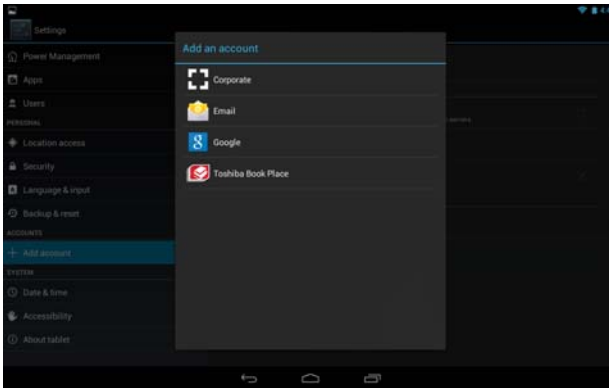 Settings
Power Management
Apps
Users
PERSONAL
Location access
Security
Language & input
Backup & reset
ACCOUNTS
Add account
SYSTEM
Date & time
Accessibility
About tablet
Add an account
Corporate
Email
Google
Toshiba Book Place